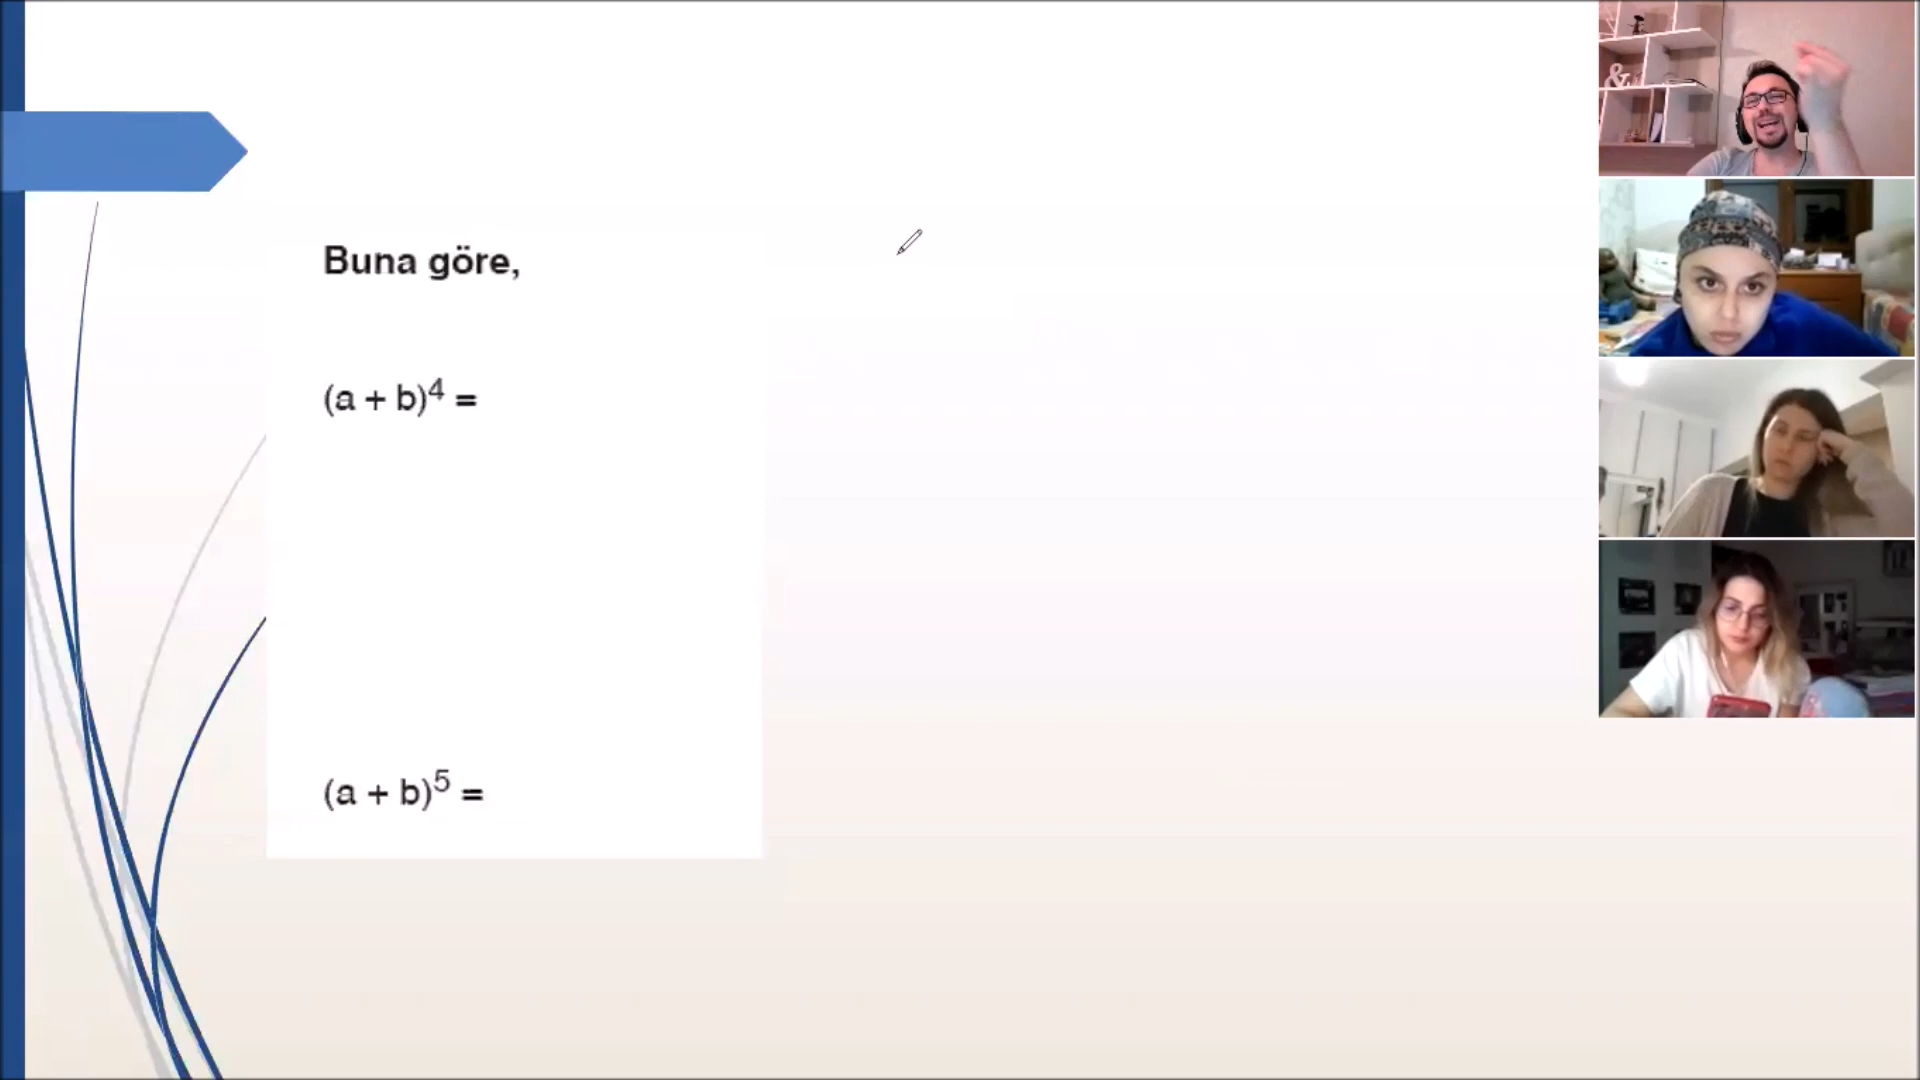 Buna göre,
(a + b)⁴ =
(a + b)⁵ =
&